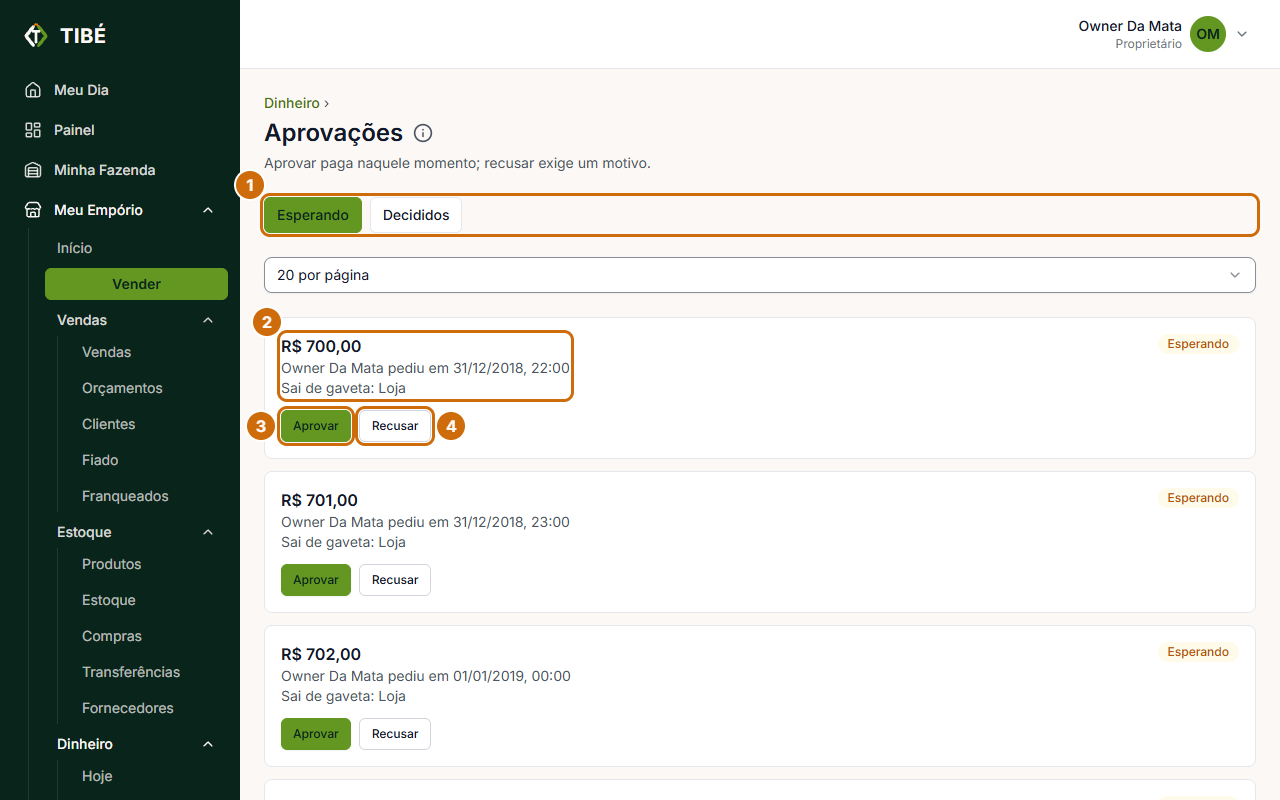 TIBÉ
Meu Dia
Painel
Minha Fazenda
Meu Empório
Início
Vender
Vendas
Vendas
Orçamentos
Clientes
Fiado
Franqueados
Estoque
Produtos
Estoque
Compras
Transferências
Fornecedores
Dinheiro
Hoje
Owner Da Mata
Proprietário
OM
Dinheiro ›
Aprovações
Aprovar paga naquele momento; recusar exige um motivo.
1
Esperando Decididos
20 por página
2
R$ 700,00 Esperando
Owner Da Mata pediu em 31/12/2018, 22:00
Sai de gaveta: Loja
3 Aprovar Recusar 4
R$ 701,00 Esperando
Owner Da Mata pediu em 31/12/2018, 23:00
Sai de gaveta: Loja
Aprovar Recusar
R$ 702,00 Esperando
Owner Da Mata pediu em 01/01/2019, 00:00
Sai de gaveta: Loja
Aprovar Recusar